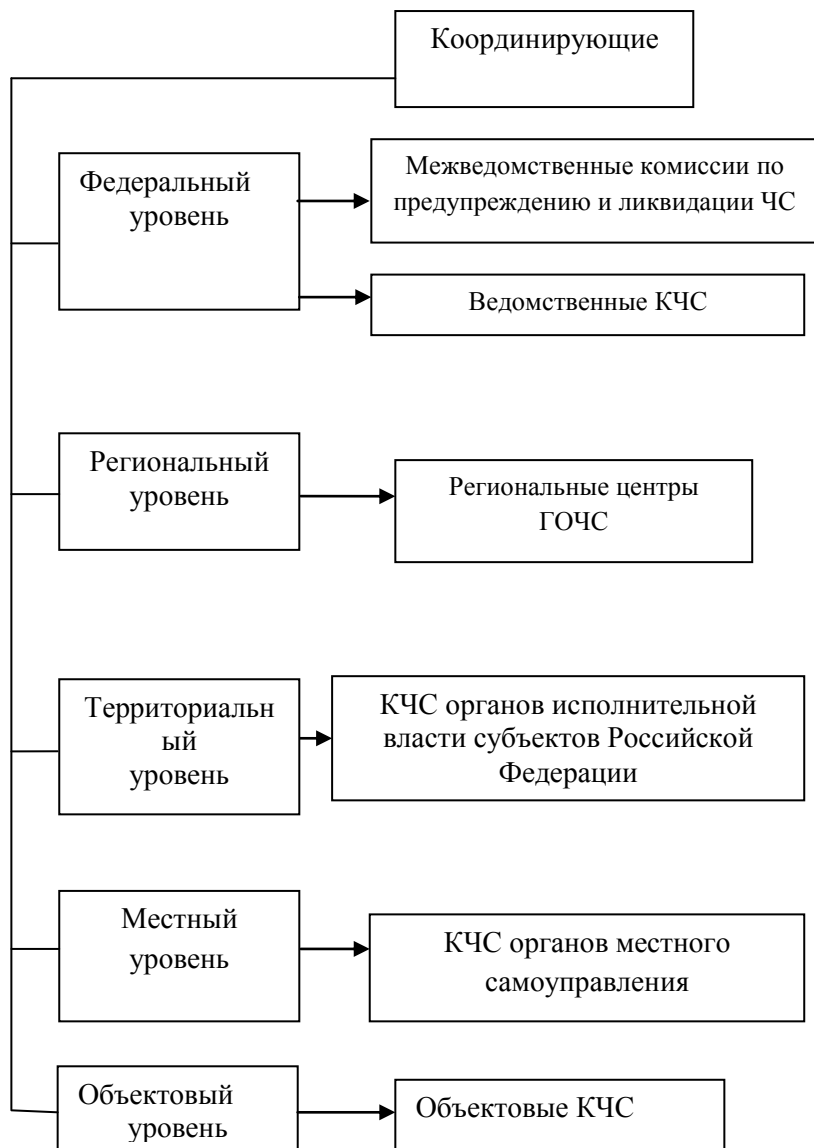 Координирующие
Федеральный
уровень
Межведомственные комиссии по
предупреждению и ликвидации ЧС
Ведомственные КЧС
Региональный
уровень
Региональные центры
ГОЧС
Территориальн
ый
уровень
КЧС органов исполнительной
власти субъектов Российской
Федерации
Местный
уровень
КЧС органов местного
самоуправления
Объектовый
уровень
Объектовые КЧС